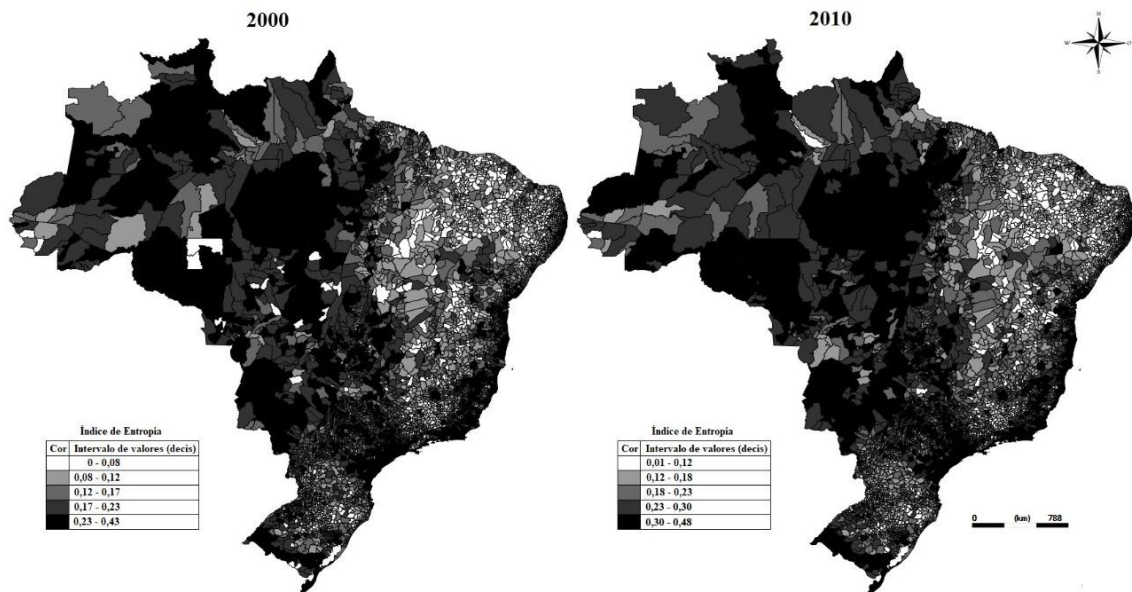 2000
2010
N
W O
S
Índice de Entropia
Cor Intervalo de valores (decis)
0 - 0,08
0,08 - 0,12
0,12 - 0,17
0,17 - 0,23
0,23 - 0,43
Índice de Entropia
Cor Intervalo de valores (decis)
0,01 - 0,12
0,12 - 0,18
0,18 - 0,23
0,23 - 0,30
0,30 - 0,48
0 (km) 788